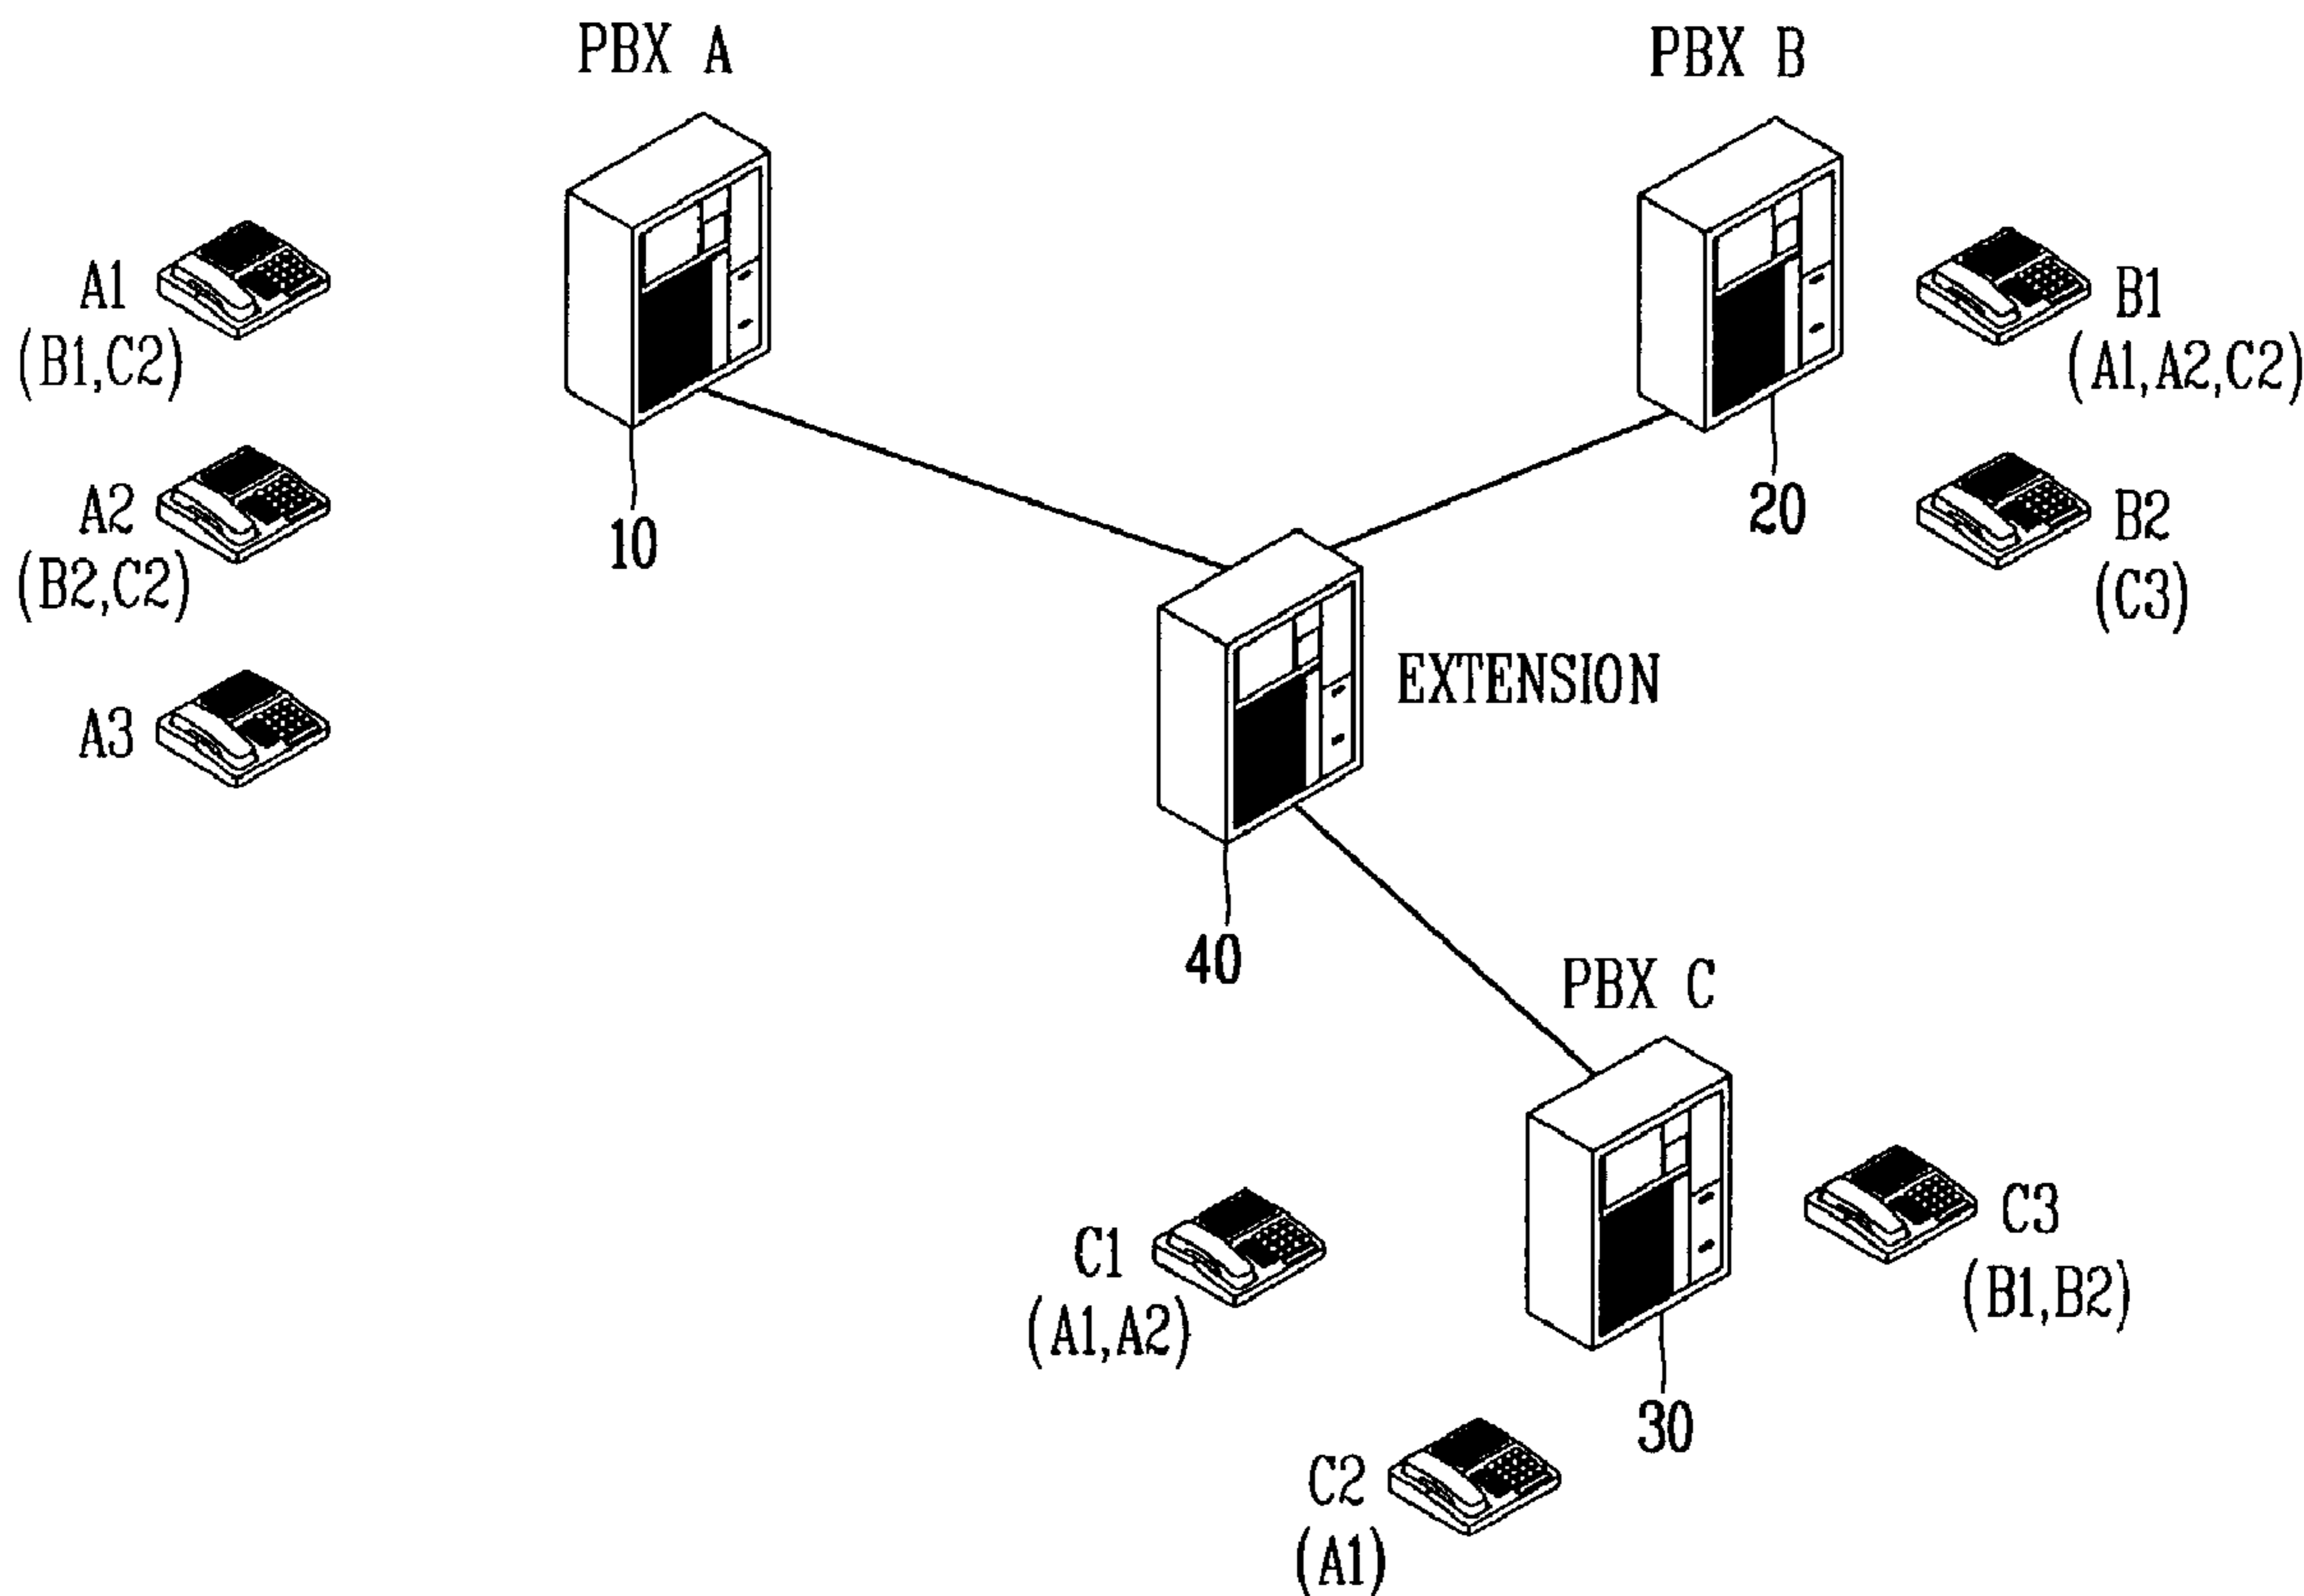 PBX A
PBX B
A1
(B1,C2)
B1
(A1,A2,C2)
A2
(B2,C2)
10
20
B2
(C3)
A3
EXTENSION
40
PBX C
C1
(A1,A2)
C3
(B1,B2)
30
C2
(A1)